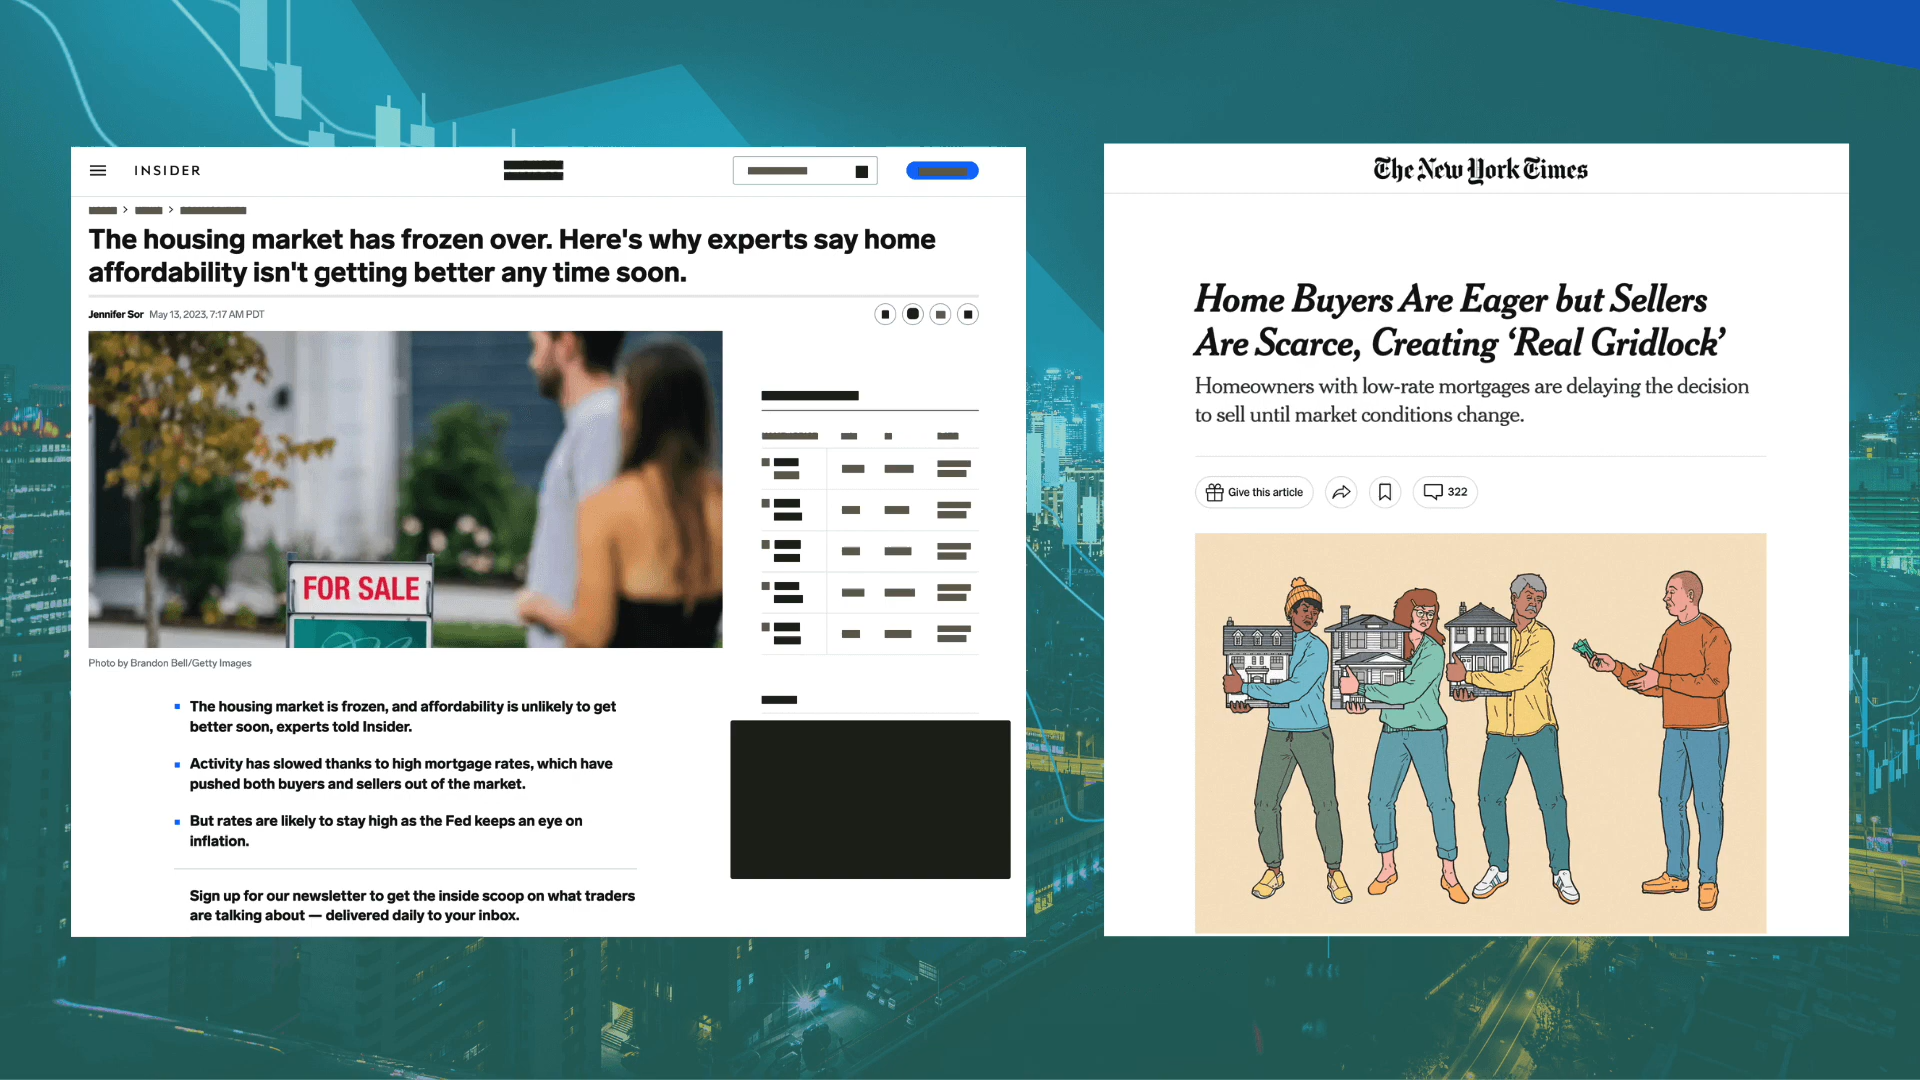 INSIDER
The housing market has frozen over. Here's why experts say home
affordability isn't getting better any time soon.
Jennifer Sor May 13, 2023, 7:17 AM PDT
FOR SALE
Photo by Brandon Bell/Getty Images
The housing market is frozen, and affordability is unlikely to get
better soon, experts told Insider.
Activity has slowed thanks to high mortgage rates, which have
pushed both buyers and sellers out of the market.
But rates are likely to stay high as the Fed keeps an eye on
inflation.
Sign up for our newsletter to get the inside scoop on what traders
are talking about — delivered daily to your inbox.
The New York Times
Home Buyers Are Eager but Sellers
Are Scarce, Creating ‘Real Gridlock’
Homeowners with low-rate mortgages are delaying the decision
to sell until market conditions change.
Give this article
322